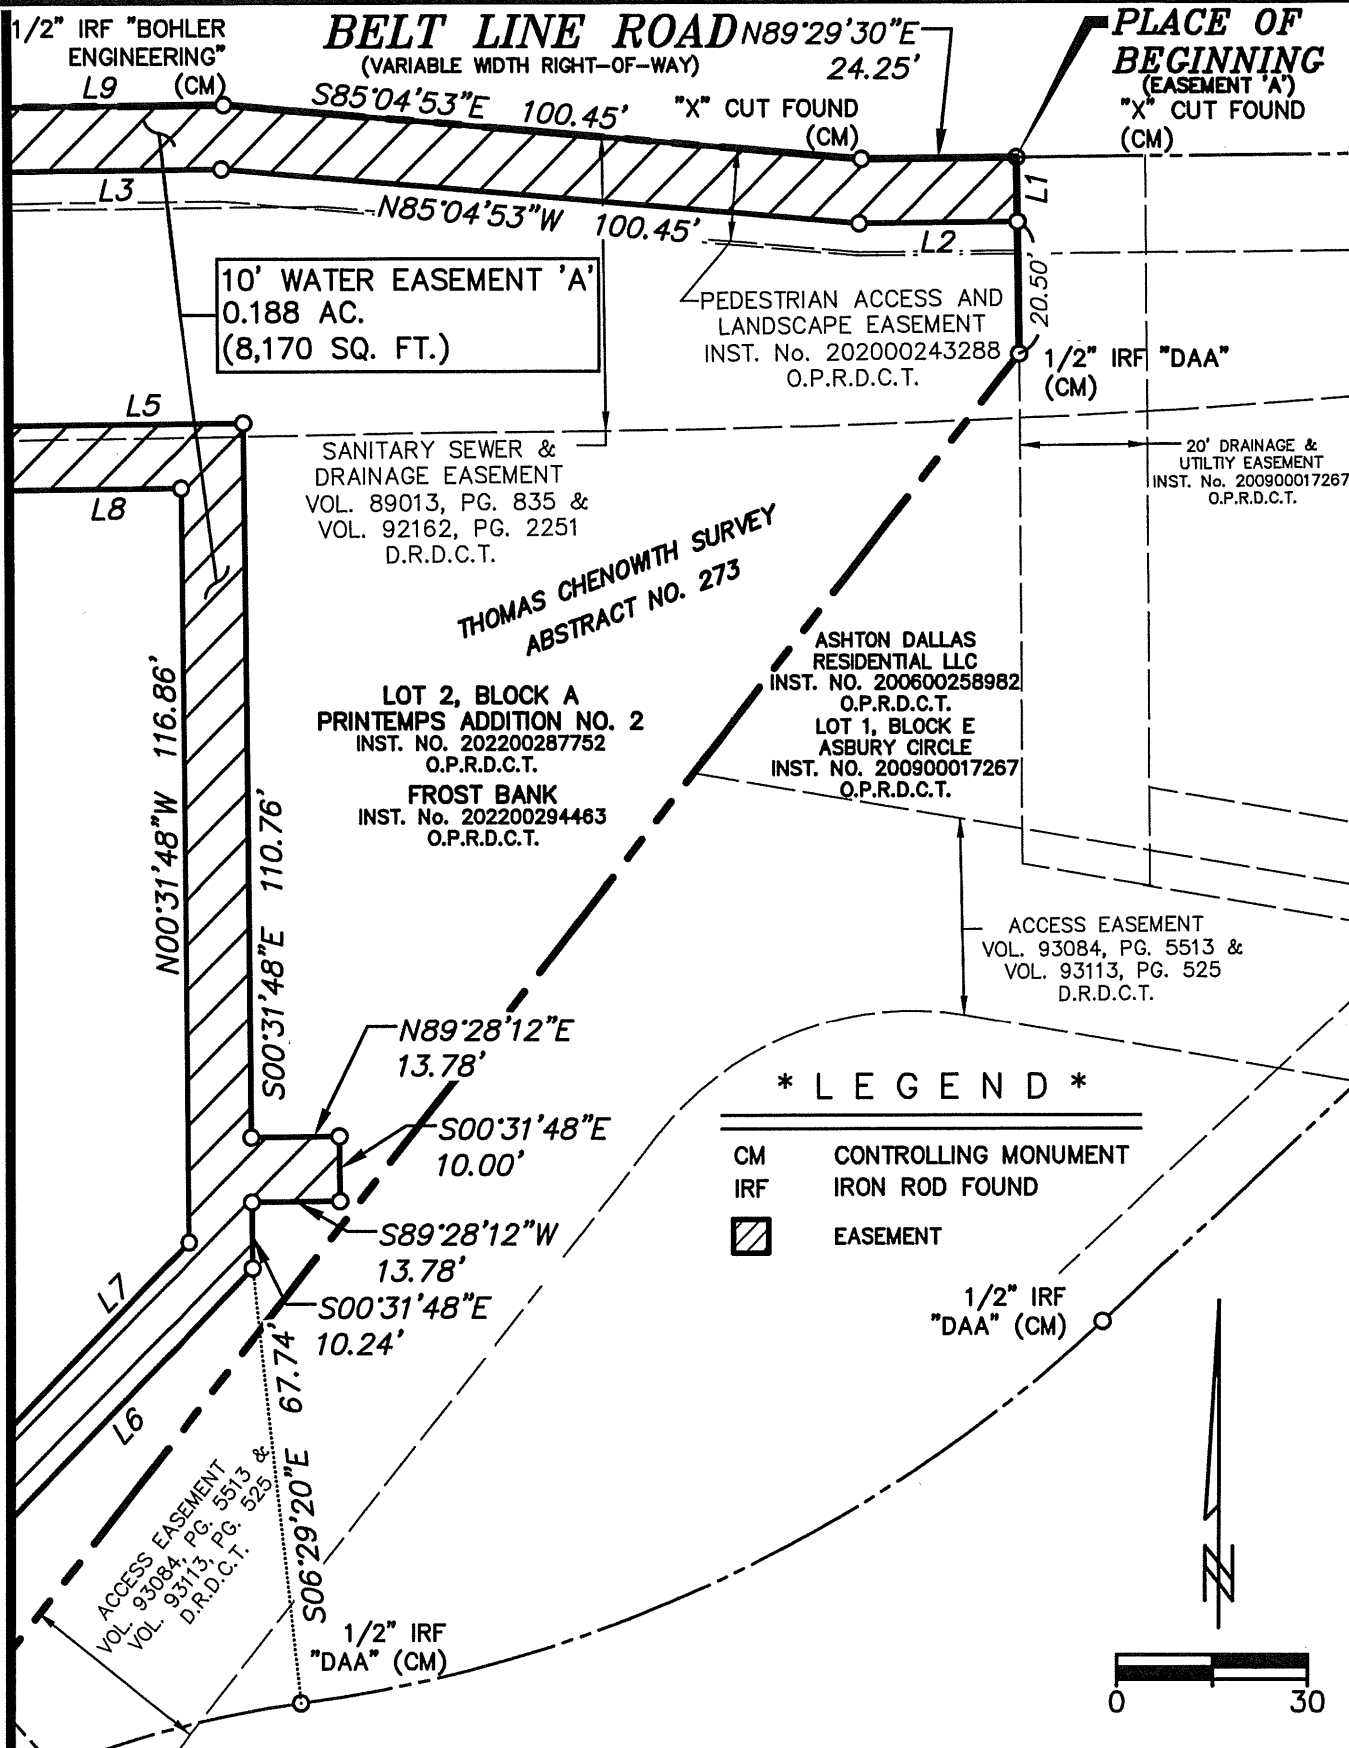 1/2" IRF "BOHLER
ENGINEERING"
(CM)
BELT LINE ROAD
(VARIABLE WIDTH RIGHT-OF-WAY)
N89°29'30"E
24.25'
PLACE OF
BEGINNING
(EASEMENT 'A')
"X" CUT FOUND
(CM)
L9
S85°04'53"E 100.45'
"X" CUT FOUND
(CM)
L1
L3
N85°04'53"W 100.45'
L2
20.50'
10' WATER EASEMENT 'A'
0.188 AC.
(8,170 SQ. FT.)
PEDESTRIAN ACCESS AND
LANDSCAPE EASEMENT
INST. No. 202000243288
O.P.R.D.C.T.
1/2" IRF "DAA"
(CM)
L5
L8
SANITARY SEWER &
DRAINAGE EASEMENT
VOL. 89013, PG. 835 &
VOL. 92162, PG. 2251
D.R.D.C.T.
20' DRAINAGE &
UTILTIY EASEMENT
INST. No. 200900017267
O.P.R.D.C.T.
THOMAS CHENOWITH SURVEY
ABSTRACT NO. 273
ASHTON DALLAS
RESIDENTIAL LLC
INST. NO. 200600258982
O.P.R.D.C.T.
LOT 1, BLOCK E
ASBURY CIRCLE
INST. NO. 200900017267
O.P.R.D.C.T.
LOT 2, BLOCK A
PRINTEMPS ADDITION NO. 2
INST. NO. 202200287752
O.P.R.D.C.T.
FROST BANK
INST. No. 202200294463
O.P.R.D.C.T.
N00°31'48"W 116.86'
S00°31'48"E 110.76'
ACCESS EASEMENT
VOL. 93084, PG. 5513 &
VOL. 93113, PG. 525
D.R.D.C.T.
N89°28'12"E
13.78'
S00°31'48"E
10.00'
S89°28'12"W
13.78'
S00°31'48"E
10.24'
* L E G E N D *
CM CONTROLLING MONUMENT
IRF IRON ROD FOUND
EASEMENT
L7
L6
S06°29'20"E 67.74'
1/2" IRF
"DAA" (CM)
ACCESS EASEMENT
VOL. 93084, PG. 5513 &
VOL. 93113, PG. 525
D.R.D.C.T.
1/2" IRF
"DAA" (CM)
N
0 30